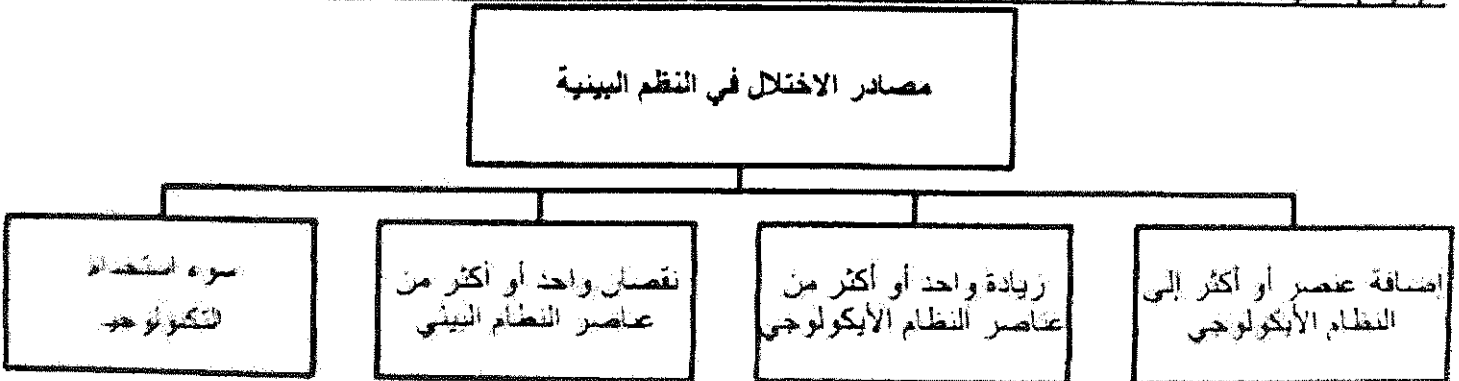 مصادر الاختلال في النظم البيئية
إضافة عنصر أو أكثر إلى
النظام الأيكولوجي
زيادة واحد أو أكثر من
عناصر النظام الأيكولوجي
نقصان واحد أو أكثر من
عناصر النظام البيئي
سوء استخدام